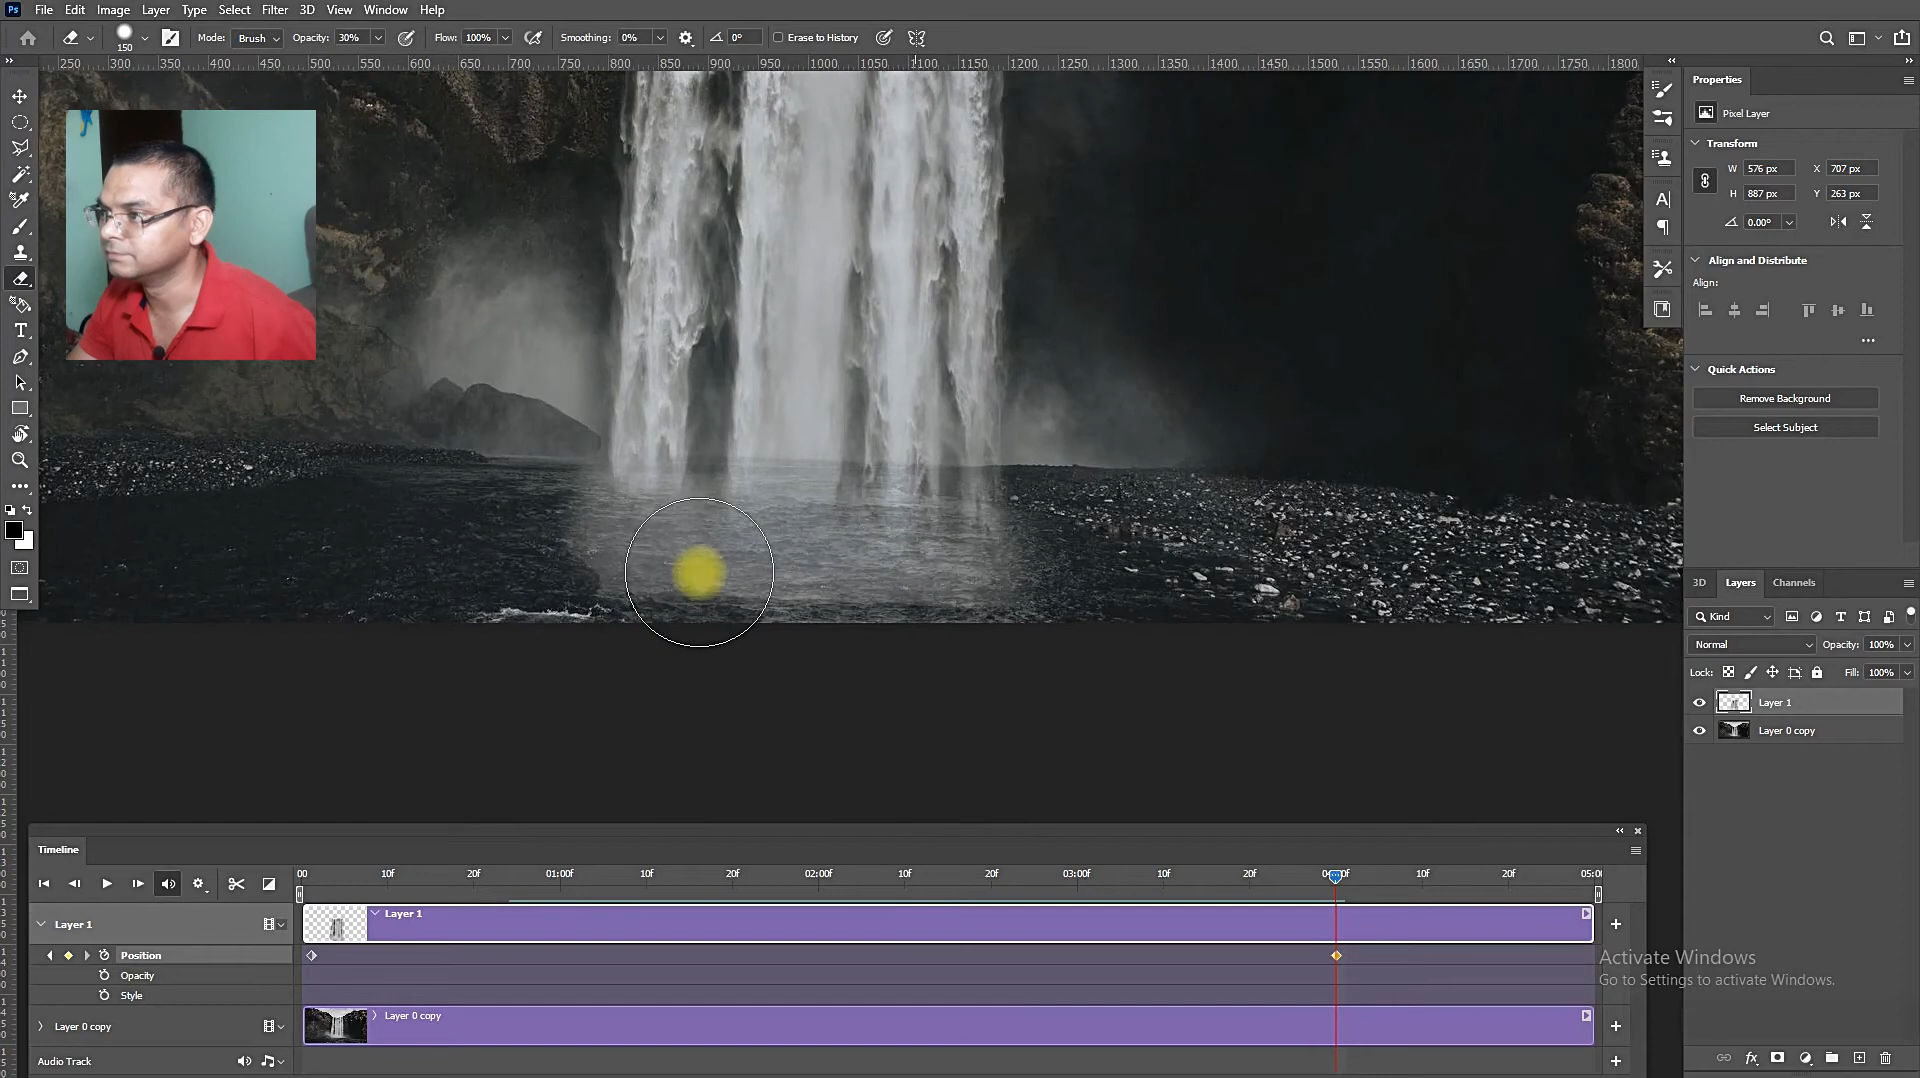 Ps File Edit Image Layer Type Select Filter 3D View Window Help
150 Mode: Brush Opacity: 30% Flow: 100% Smoothing: 0% 0° Erase to History
250 300 350 400 450 500 550 600 650 700 750 800 850 900 950 1000 1050 1100 1150 1200 1250 1300 1350 1400 1450 1500 1550 1600 1650 1700 1750 1800
Properties
Pixel Layer
Transform
W 576 px X 707 px
H 887 px Y 263 px
0.00°
Align and Distribute
Align:
Quick Actions
Remove Background
Select Subject
3D Layers Channels
Kind
Normal Opacity: 100%
Lock: Fill: 100%
Layer 1
Layer 0 copy
Timeline
00 10f 20f 01:00f 10f 20f 02:00f 10f 20f 03:00f 10f 20f 10f 20f 05:0
Layer 1 Layer 1
Position
Opacity
Style
Layer 0 copy Layer 0 copy
Audio Track
Activate Windows
Go to Settings to activate Windows.